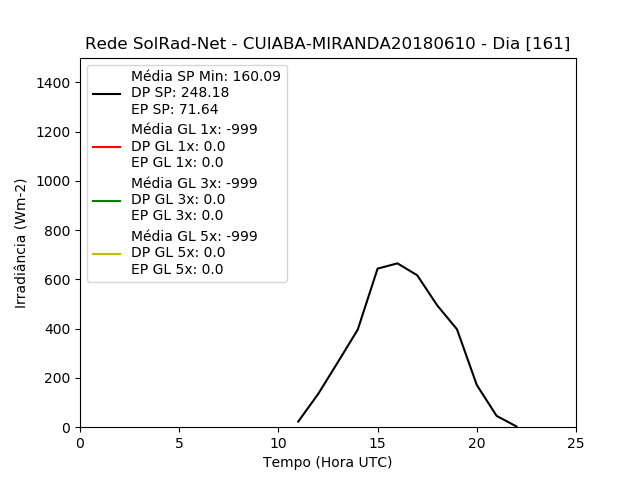 Rede SolRad-Net - CUIABA-MIRANDA20180610 - Dia [161]
Média SP Min: 160.09
DP SP: 248.18
EP SP: 71.64
Média GL 1x: -999
DP GL 1x: 0.0
EP GL 1x: 0.0
Média GL 3x: -999
DP GL 3x: 0.0
EP GL 3x: 0.0
Média GL 5x: -999
DP GL 5x: 0.0
EP GL 5x: 0.0
Irradiância (Wm-2)
1400
1200
1000
800
600
400
200
0
0 5 10 15 20 25
Tempo (Hora UTC)